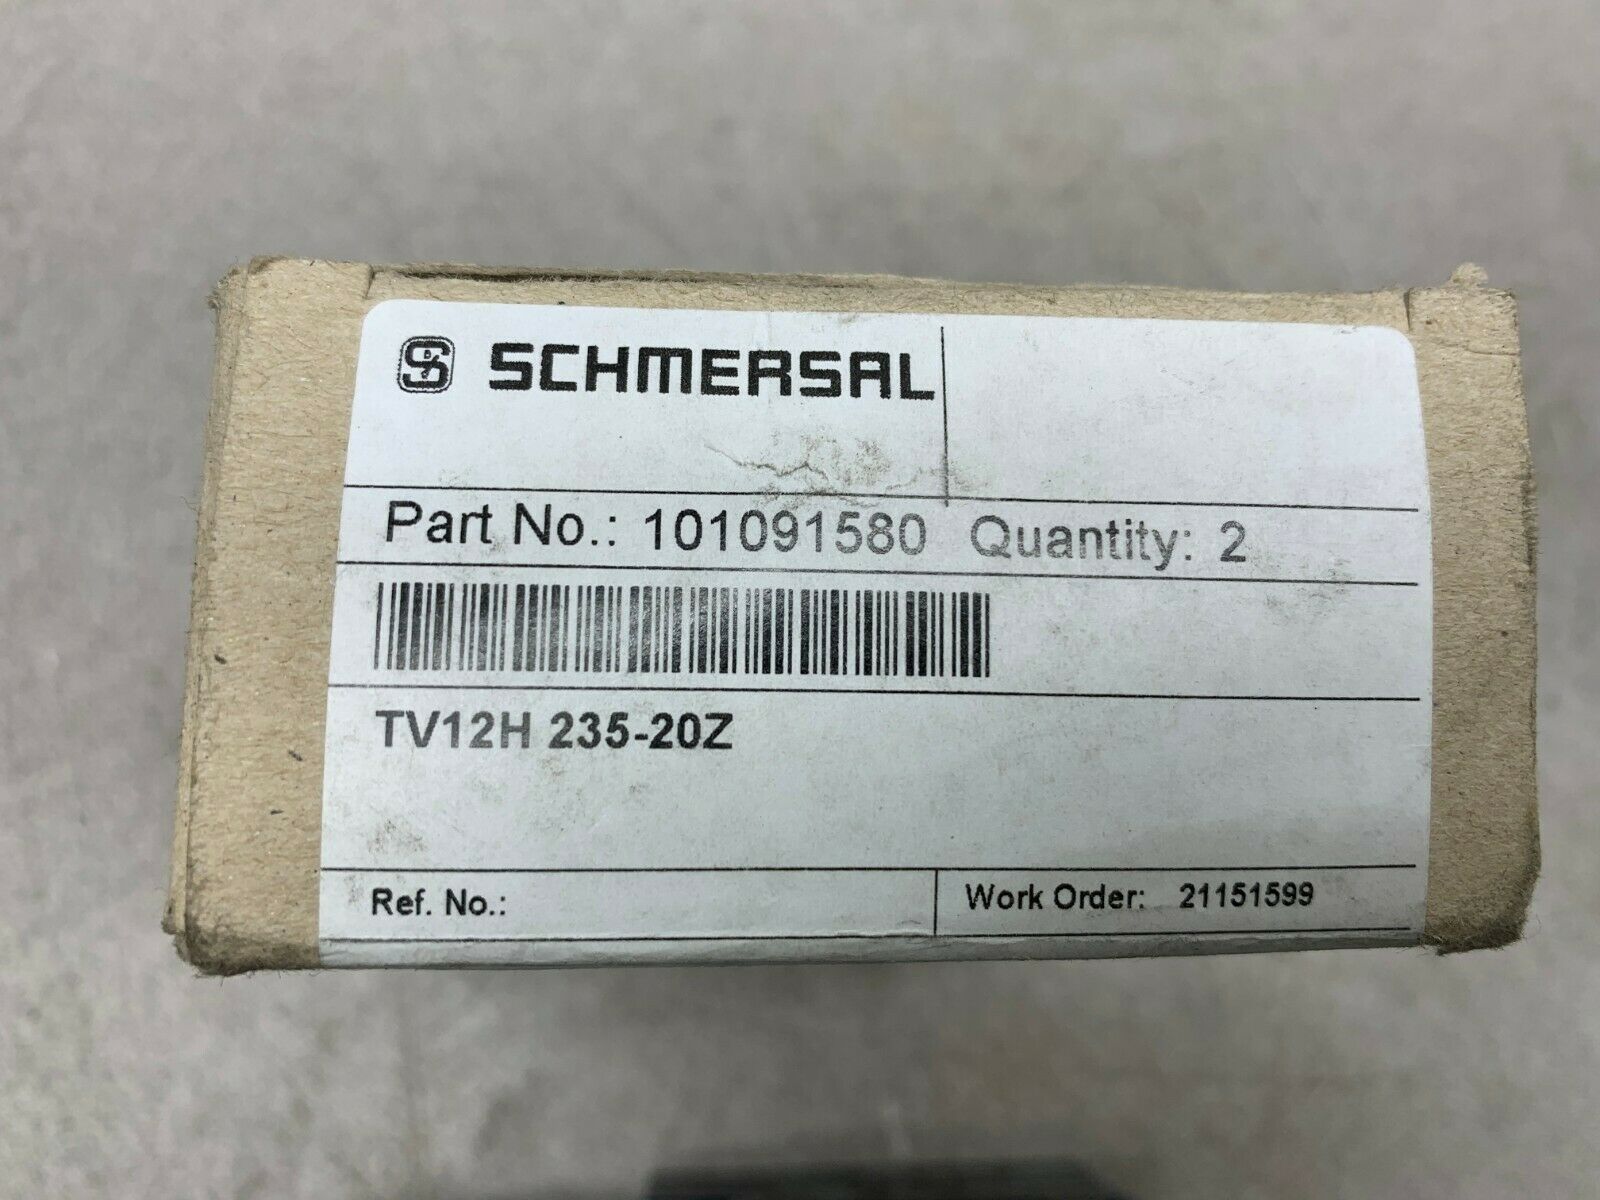 SCHMERSAL
Part No.: 101091580 Quantity: 2
TV12H 235-20Z
Ref. No.: Work Order: 21151599